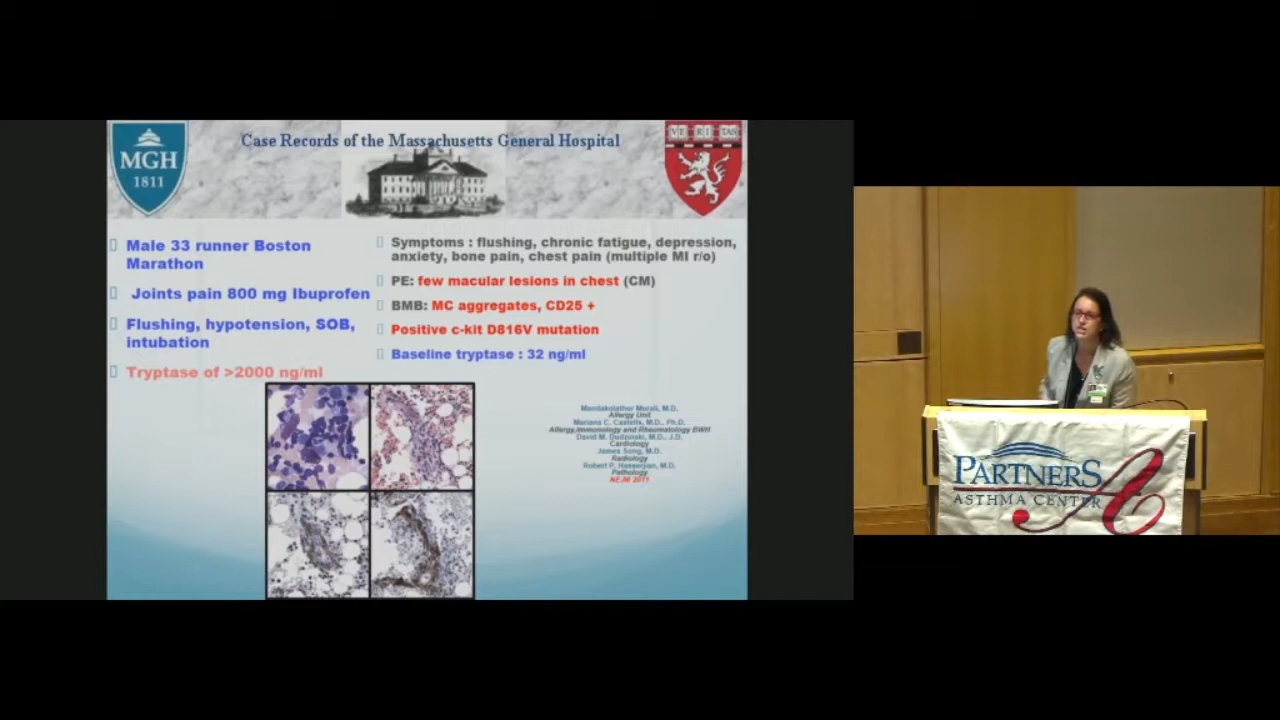 Case Records of the Massachusetts General Hospital
MGH
1811
VE RI TAS
Male 33 runner Boston
Marathon
Joints pain 800 mg Ibuprofen
Flushing, hypotension, SOB,
intubation
Tryptase of >2000 ng/ml
Symptoms : flushing, chronic fatigue, depression,
anxiety, bone pain, chest pain (multiple MI r/o)
PE: few macular lesions in chest (CM)
BMB: MC aggregates, CD25 +
Positive c-kit D816V mutation
Baseline tryptase : 32 ng/ml
M.D.
Allergy Unit
Mariana C. Castells, M.D., Ph.D.
Allergy, Immunology and Rheumatology BWH
David M. Dudzinski, M.D., J.D.
Cardiology
James Song, M.D.
Radiology
Robert P. Hasserjian, M.D.
Pathology
NEJM 2011
PARTNERS
ASTHMA CENTER